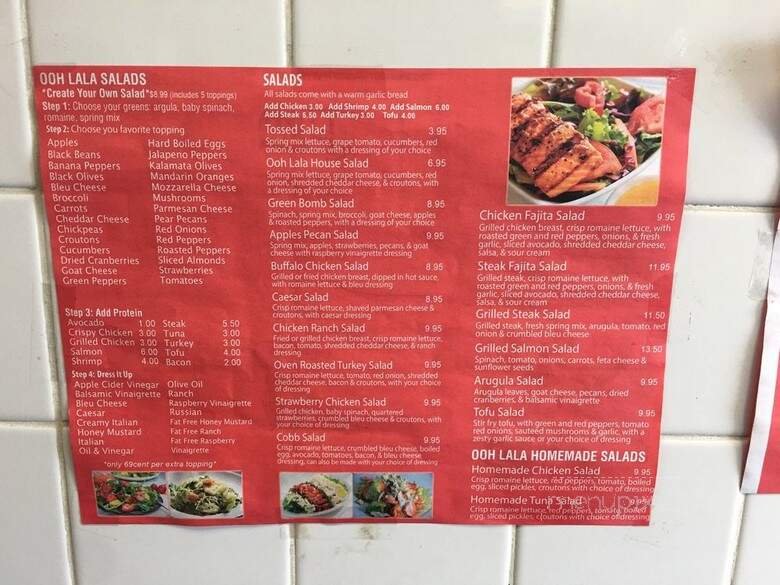 OOH LALA SALADS
"Create Your Own Salad"$8.99 (includes 5 toppings)
Step 1: Choose your greens: argula, baby spinach,
romaine, spring mix
Step 2: Choose you favorite topping
Apples
Black Beans
Banana Peppers
Black Olives
Bleu Cheese
Broccoli
Carrots
Cheddar Cheese
Chickpeas
Croutons
Cucumbers
Dried Cranberries
Goat Cheese
Green Peppers
Hard Boiled Eggs
Jalapeno Peppers
Kalamata Olives
Mandarin Oranges
Mozzarella Cheese
Mushrooms
Parmesan Cheese
Pear Pecans
Red Onions
Red Peppers
Roasted Peppers
Sliced Almonds
Strawberries
Tomatoes
Step 3: Add Protein
Avocado 1.00 Steak 5.50
Crispy Chicken 3.00 Tuna 3.00
Grilled Chicken 3.00 Turkey 3.00
Salmon 6.00 Tofu 4.00
Shrimp 4.00 Bacon 2.00
Step 4: Dress It Up
Apple Cider Vinegar
Balsamic Vinaigrette
Bleu Cheese
Caesar
Creamy Italian
Honey Mustard
Italian
Oil & Vinegar
Olive Oil
Ranch
Raspberry Vinaigrette
Russian
Fat Free Honey Mustard
Fat Free Ranch
Fat Free Raspberry
Vinaigrette
*only 69cent per extra topping*
SALADS
All salads come with a warm garlic bread
Add Chicken 3.00 Add Shrimp 4.00 Add Salmon 6.00
Add Steak 5.50 Add Turkey 3.00 Tofu 4.00
Tossed Salad 3.95
Spring mix lettuce, grape tomato, cucumbers, red
onion & croutons with a dressing of your choice
Ooh Lala House Salad 6.95
Spring mix lettuce, grape tomato, cucumbers, red
onion, shredded cheddar cheese, & croutons, with
a dressing of your choice
Green Bomb Salad 8.95
Spinach, spring mix, broccoli, goat cheese, apples
& roasted peppers, with a dressing of your choice
Apples Pecan Salad 9.95
Spring mix, apples, strawberries, pecans, & goat
cheese with raspberry vinaigrette dressing
Buffalo Chicken Salad 8.95
Grilled or fried chicken breast, dipped in hot sauce,
with romaine lettuce & bleu dressing
Caesar Salad 8.95
Crisp romaine lettuce, shaved parmesan cheese &
croutons, with caesar dressing
Chicken Ranch Salad 9.95
Fried or grilled chicken breast, crisp romaine lettuce,
bacon, tomato, shredded cheddar cheese, & ranch
dressing
Oven Roasted Turkey Salad 9.95
Crisp romaine lettuce, tomato, red onion, shredded
cheddar cheese, bacon & croutons, with your choice
of dressing
Strawberry Chicken Salad 9.95
Grilled chicken, baby spinach, quartered
strawberries, crumbled bleu cheese & croutons, with
your choice of dressing
Cobb Salad 9.95
Crisp romaine lettuce, crumbled bleu cheese, boiled
egg, avocado, tomatoes, bacon, & bleu cheese
dressing, can also be made with your choice of dressing
Chicken Fajita Salad 9.95
Grilled chicken breast, crisp romaine lettuce, with
roasted green and red peppers, onions, & fresh
garlic, sliced avocado, shredded cheddar cheese,
salsa, & sour cream
Steak Fajita Salad 11.95
Grilled steak, crisp romaine lettuce, with
roasted green and red peppers, onions, & fresh
garlic, sliced avocado, shredded cheddar cheese,
salsa, & sour cream
Grilled Steak Salad 11.50
Grilled steak, fresh spring mix, arugula, tomato, red
onion & crumbled bleu cheese
Grilled Salmon Salad 13.50
Spinach, tomato, onions, carrots, feta cheese &
sunflower seeds
Arugula Salad 9.95
Arugula leaves, goat cheese, pecans, dried
cranberries, & balsamic vinaigrette
Tofu Salad 9.95
Stir fry tofu, with green and red peppers, tomato
red onions, sauteed mushrooms & garlic, with a
zesty garlic sauce or your choice of dressing
OOH LALA HOMEMADE SALADS
Homemade Chicken Salad 9.95
Crisp romaine lettuce, red peppers, tomato, boiled
egg, sliced pickles, croutons with choice of dressing
Homemade Tuna Salad 9.95
Crisp romaine lettuce, red peppers, tomato, boiled
egg, sliced pickles, croutons with choice of dressing